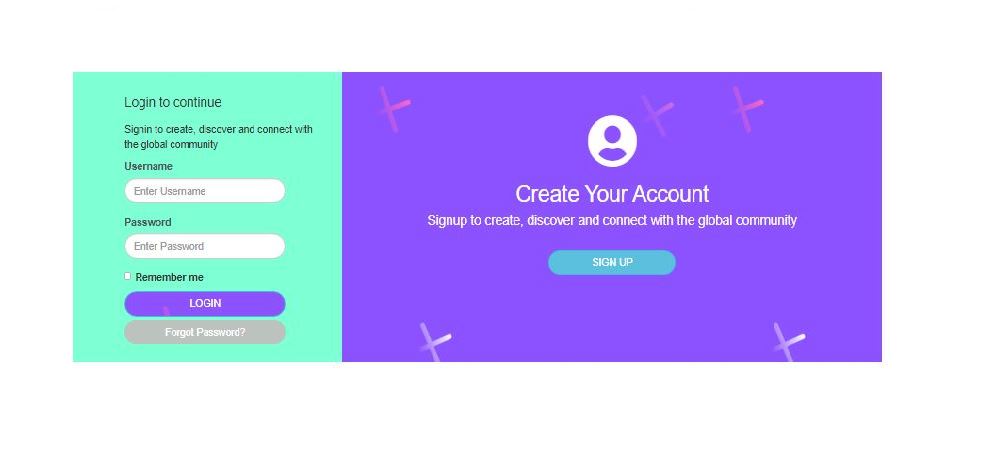 Login to continue
Signin to create, discover and connect with
the global community
Username
Enter Username
Password
Enter Password
Remember me
LOGIN
Forgot Password?
Create Your Account
Signup to create, discover and connect with the global community
SIGN UP